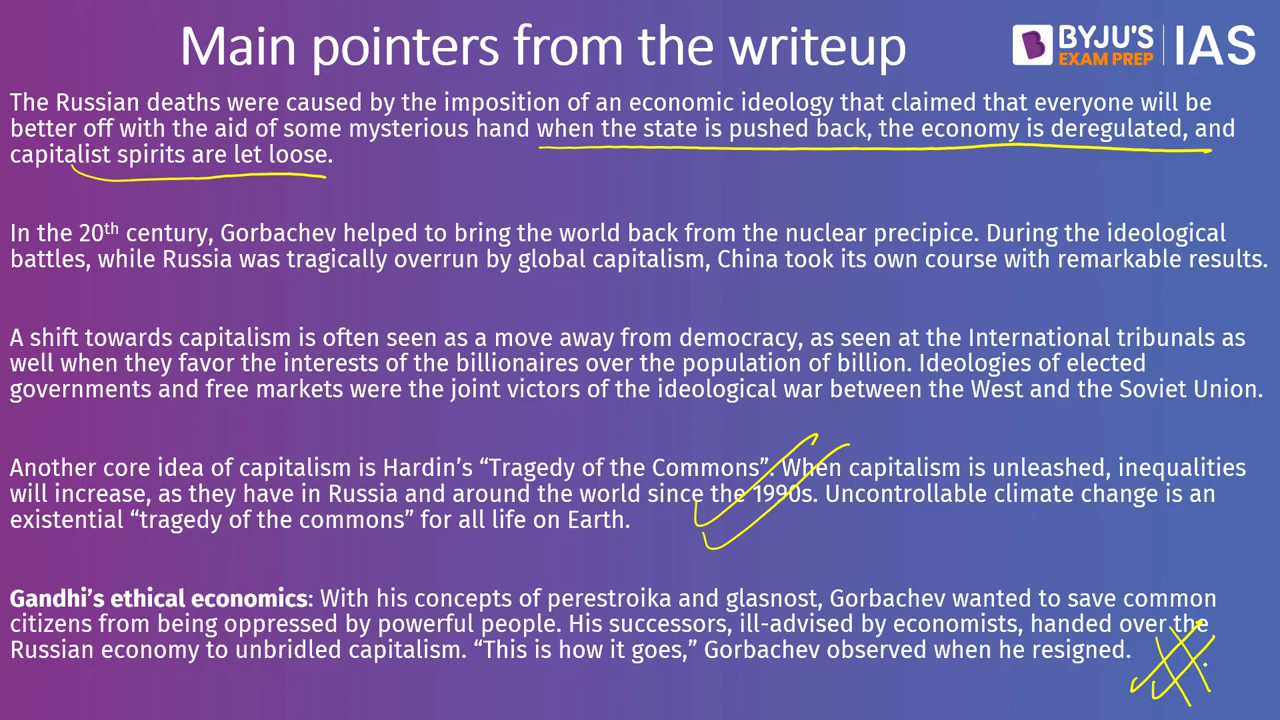 Main pointers from the writeup
BYJU'S
EXAM PREP
IAS
The Russian deaths were caused by the imposition of an economic ideology that claimed that everyone will be
better off with the aid of some mysterious hand when the state is pushed back, the economy is deregulated, and
capitalist spirits are let loose.
In the 20th century, Gorbachev helped to bring the world back from the nuclear precipice. During the ideological
battles, while Russia was tragically overrun by global capitalism, China took its own course with remarkable results.
A shift towards capitalism is often seen as a move away from democracy, as seen at the International tribunals as
well when they favor the interests of the billionaires over the population of billion. Ideologies of elected
governments and free markets were the joint victors of the ideological war between the West and the Soviet Union.
Another core idea of capitalism is Hardin's “Tragedy of the Commons”. When capitalism is unleashed, inequalities
will increase, as they have in Russia and around the world since the 1990s. Uncontrollable climate change is an
existential “tragedy of the commons” for all life on Earth.
Gandhi's ethical economics: With his concepts of perestroika and glasnost, Gorbachev wanted to save common
citizens from being oppressed by powerful people. His successors, ill-advised by economists, handed over the
Russian economy to unbridled capitalism. “This is how it goes,” Gorbachev observed when he resigned.